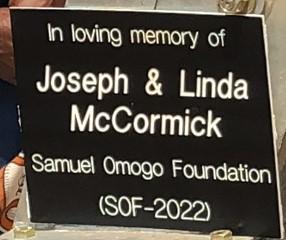 In loving memory of
Joseph & Linda
McCormick
Samuel Omogo Foundation
(SOF-2022)